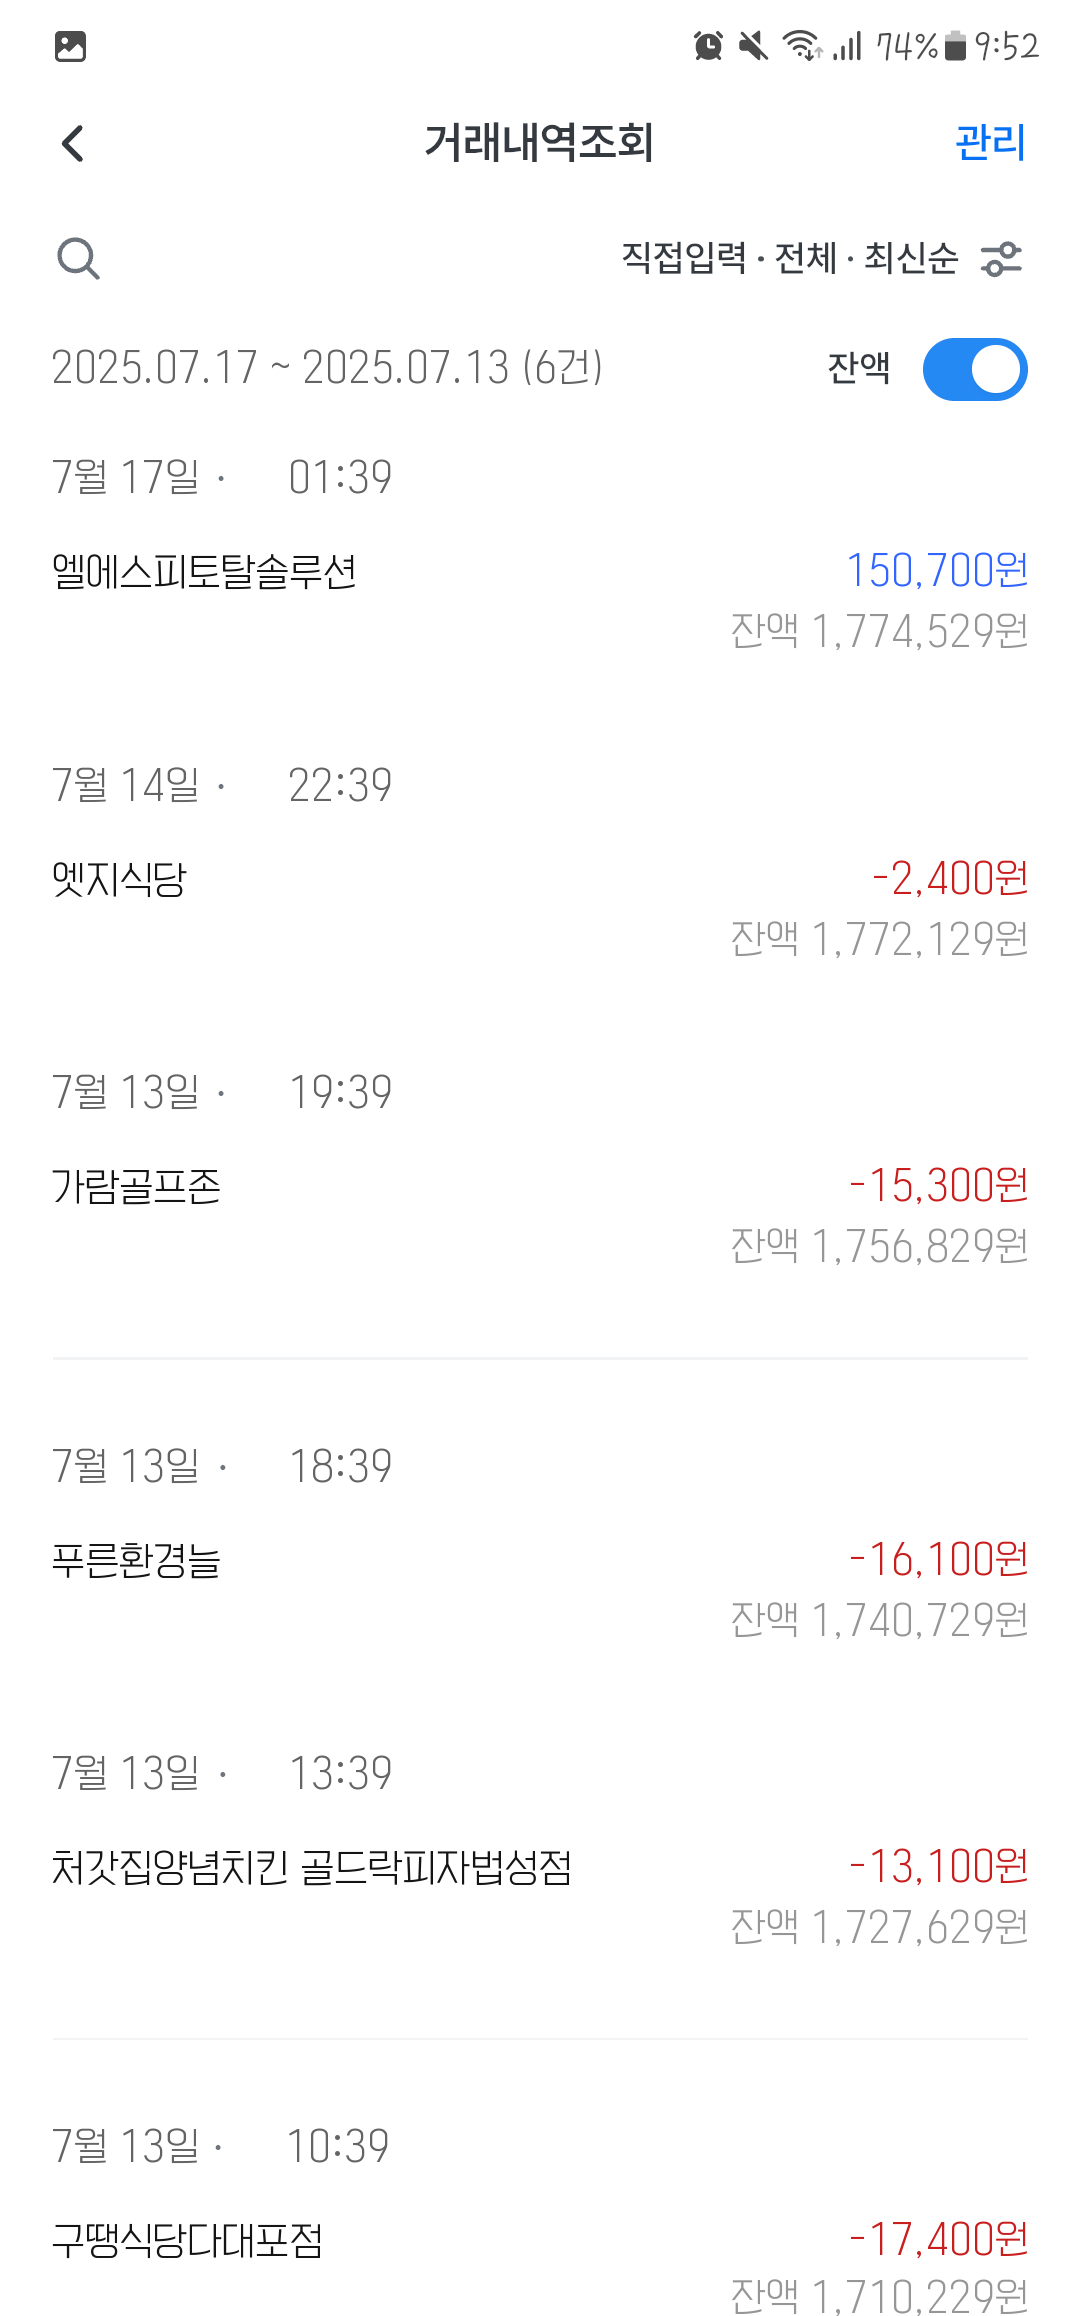 74% 9:52
거래내역조회 관리
직접입력 · 전체 · 최신순
2025.07.17 ~ 2025.07.13 (6건) 잔액
7월 17일 · 01:39
엘에스피토탈솔루션 150,700원
잔액 1,774,529원
7월 14일 · 22:39
엣지식당 -2,400원
잔액 1,772,129원
7월 13일 · 19:39
가람골프존 -15,300원
잔액 1,756,829원
7월 13일 · 18:39
푸른환경늘 -16,100원
잔액 1,740,729원
7월 13일 · 13:39
처갓집양념치킨 골드락피자법성점 -13,100원
잔액 1,727,629원
7월 13일 · 10:39
구땡식당다대포점 -17,400원
잔액 1,710,229원